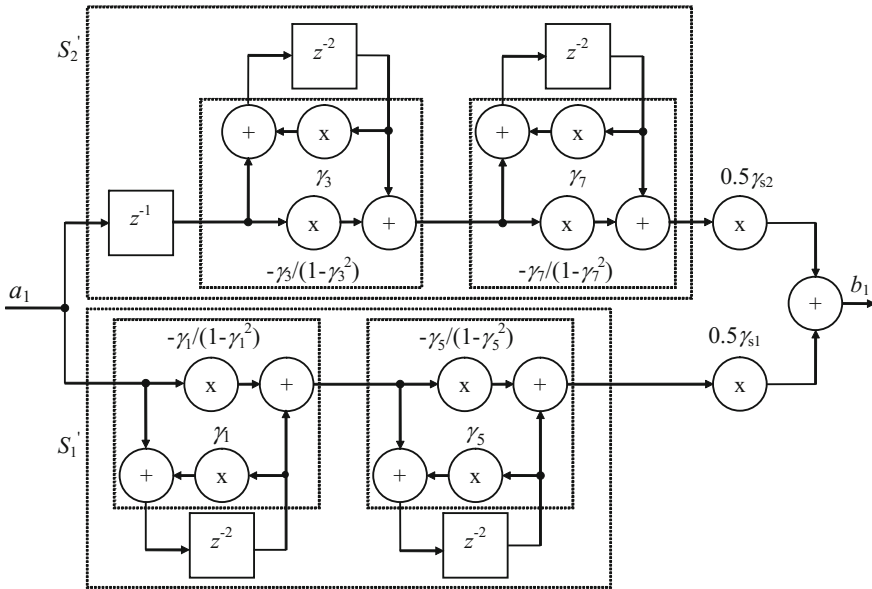 S₂'
z⁻²
z⁻²
+ x
+ x
γ₃
γ₇
0.5γₛ₂
z⁻¹
x +
x +
x
-γ₃/(1-γ₃²)
-γ₇/(1-γ₇²)
a₁
+
b₁
-γ₁/(1-γ₁²)
-γ₅/(1-γ₅²)
0.5γₛ₁
x +
x +
x
S₁'
γ₁
γ₅
+ x
+ x
z⁻²
z⁻²